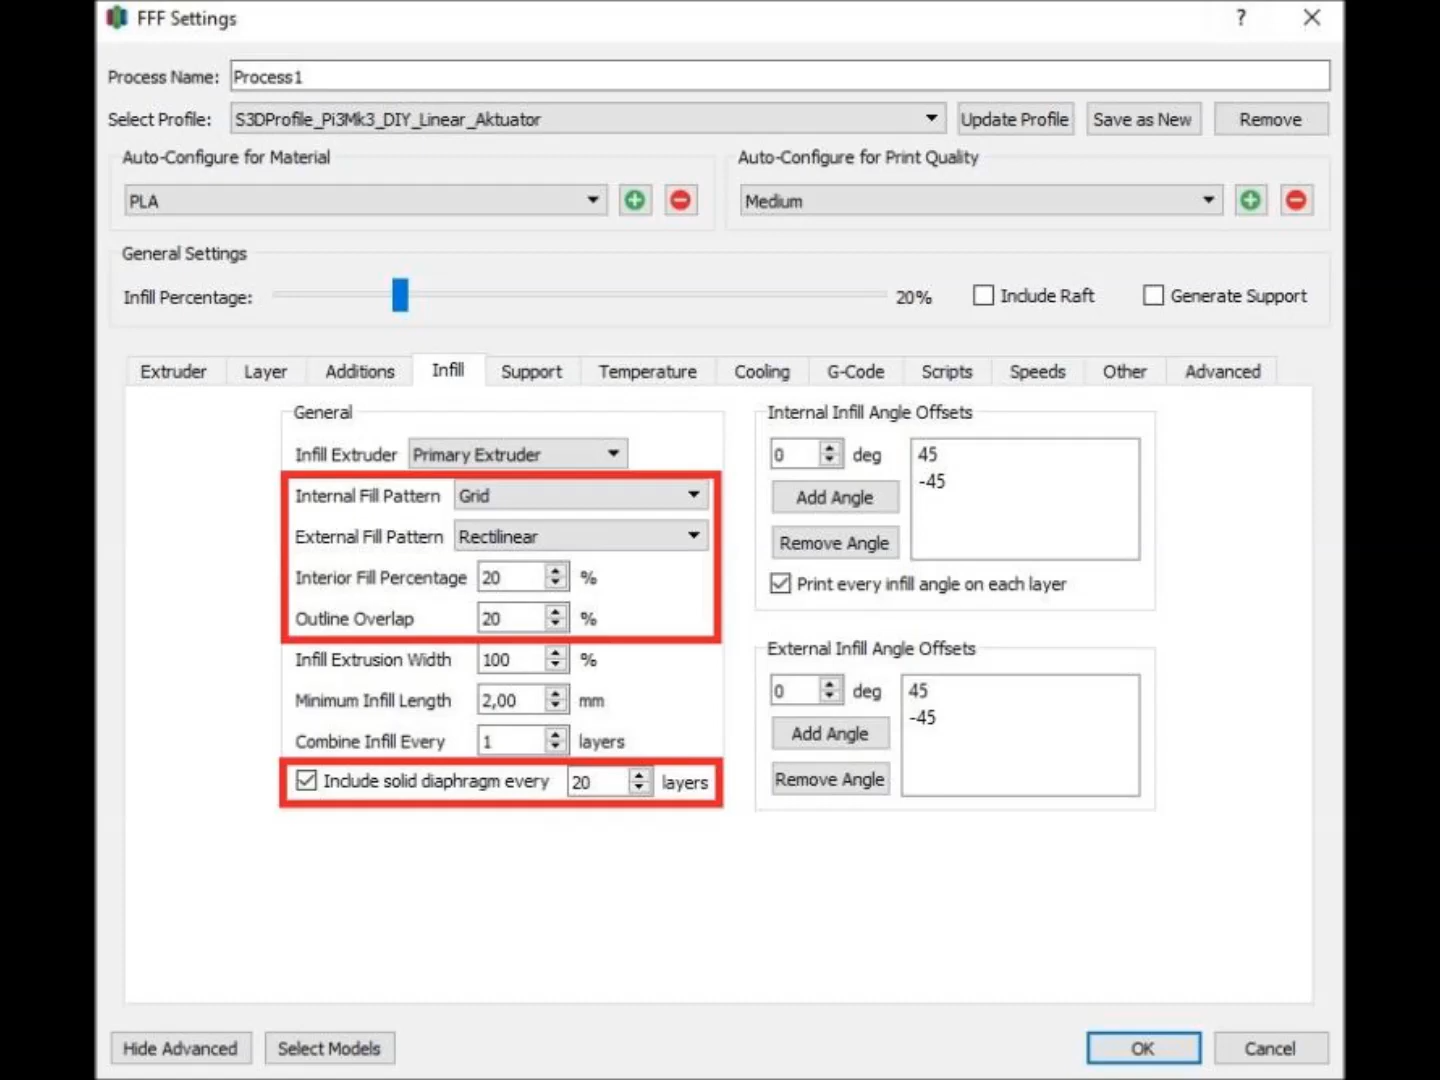 FFF Settings
?
Process Name: Process1
Select Profile: S3DProfile_Pi3Mk3_DIY_Linear_Aktuator Update Profile Save as New Remove
Auto-Configure for Material Auto-Configure for Print Quality
PLA Medium
General Settings
Infill Percentage: 20% Include Raft Generate Support
Extruder Layer Additions Infill Support Temperature Cooling G-Code Scripts Speeds Other Advanced
General
Infill Extruder Primary Extruder
Internal Fill Pattern Grid
External Fill Pattern Rectilinear
Interior Fill Percentage 20 %
Outline Overlap 20 %
Infill Extrusion Width 100 %
Minimum Infill Length 2,00 mm
Combine Infill Every 1 layers
Include solid diaphragm every 20 layers
Internal Infill Angle Offsets
0 deg 45
-45
Add Angle
Remove Angle
Print every infill angle on each layer
External Infill Angle Offsets
0 deg 45
-45
Add Angle
Remove Angle
Hide Advanced Select Models OK Cancel